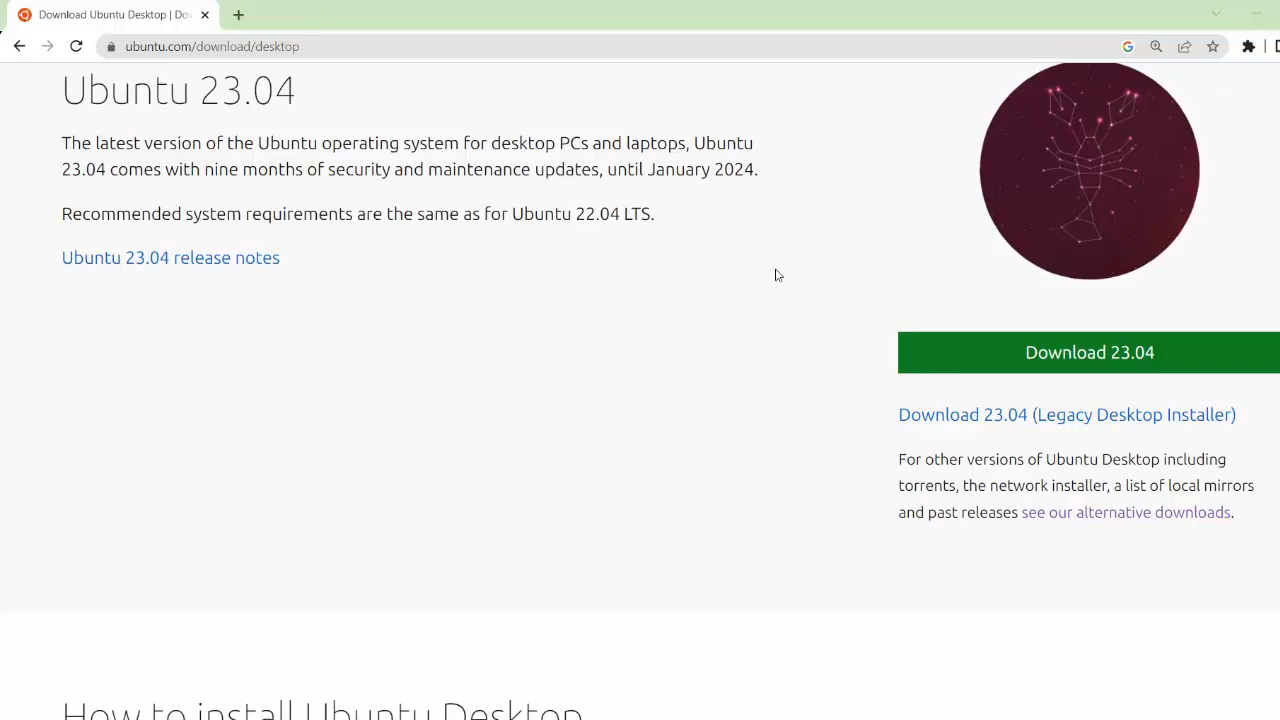 Download Ubuntu Desktop | Do
ubuntu.com/download/desktop
Ubuntu 23.04
The latest version of the Ubuntu operating system for desktop PCs and laptops, Ubuntu
23.04 comes with nine months of security and maintenance updates, until January 2024.
Recommended system requirements are the same as for Ubuntu 22.04 LTS.
Ubuntu 23.04 release notes
Download 23.04
Download 23.04 (Legacy Desktop Installer)
For other versions of Ubuntu Desktop including
torrents, the network installer, a list of local mirrors
and past releases see our alternative downloads.
How to install Ubuntu Desktop